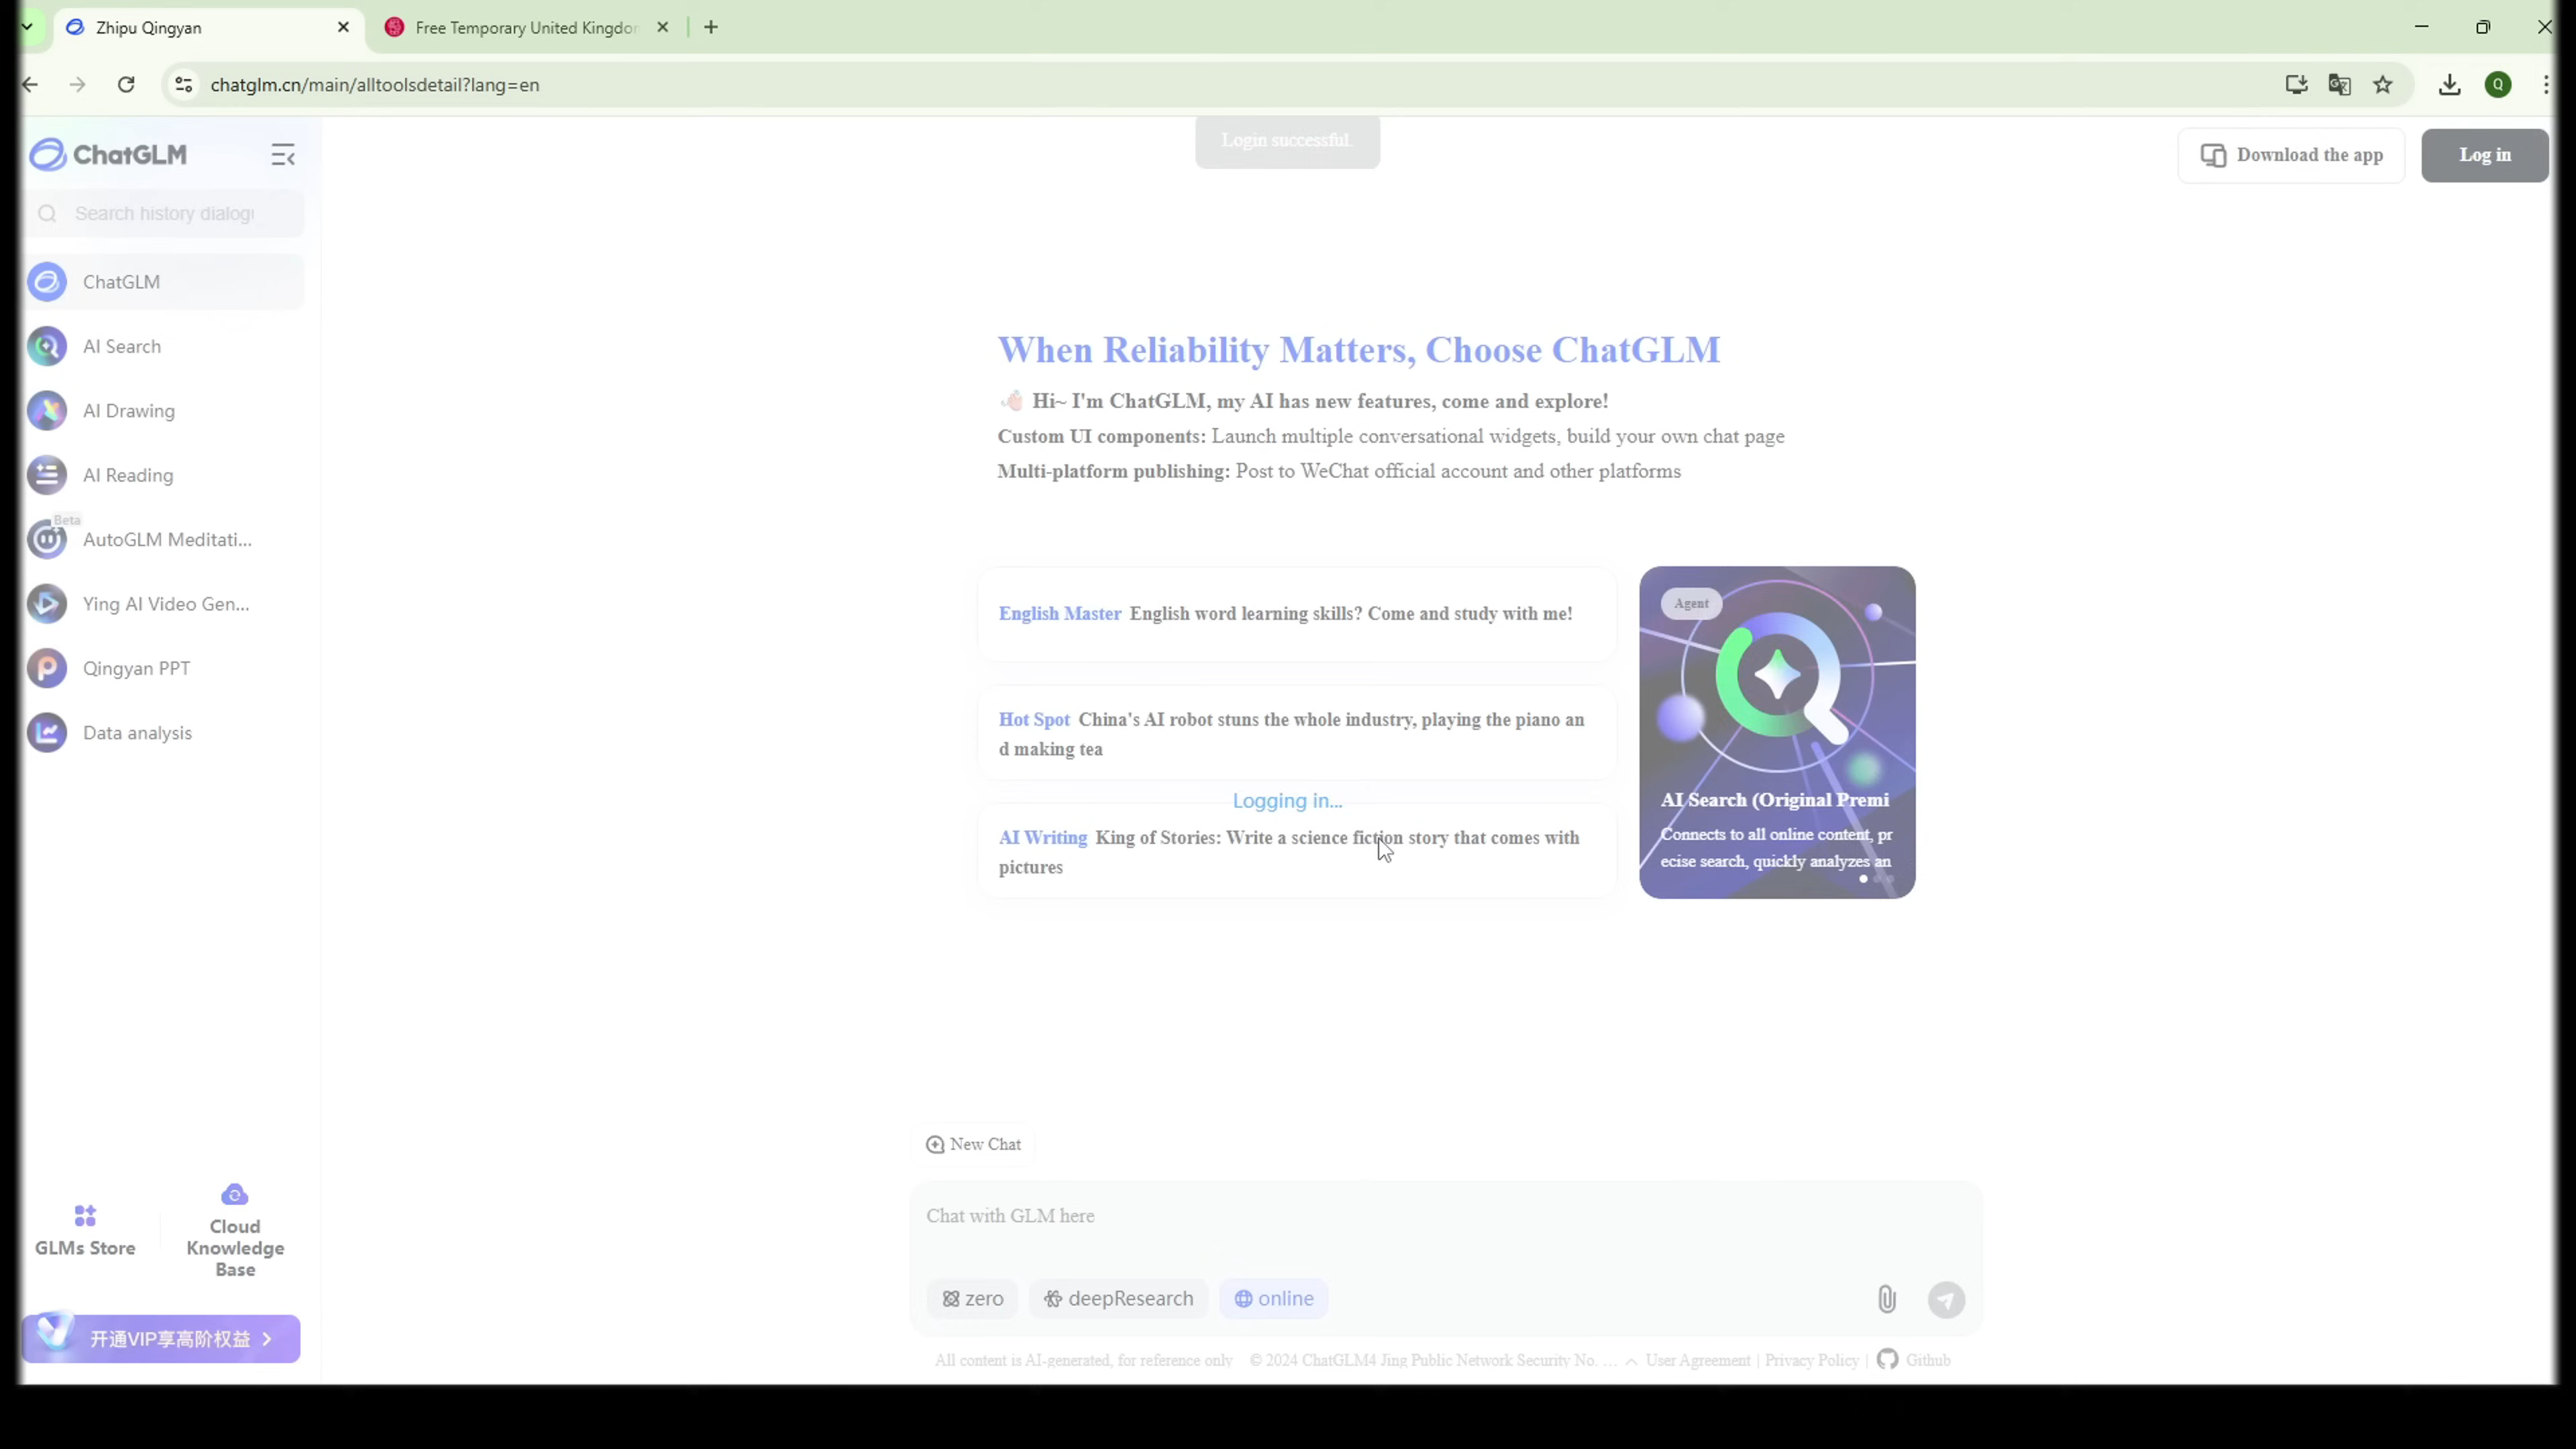 Zhipu Qingyan
Free Temporary United Kingdor
chatglm.cn/main/alltoolsdetail?lang=en
Q
ChatGLM
Login successful.
Download the app
Log in
Search history dialogu
ChatGLM
AI Search
AI Drawing
AI Reading
Beta
AutoGLM Meditati...
Ying AI Video Gen...
Qingyan PPT
Data analysis
When Reliability Matters, Choose ChatGLM
Hi~ I'm ChatGLM, my AI has new features, come and explore!
Custom UI components: Launch multiple conversational widgets, build your own chat page
Multi-platform publishing: Post to WeChat official account and other platforms
English Master English word learning skills? Come and study with me!
Hot Spot China's AI robot stuns the whole industry, playing the piano an
d making tea
Logging in...
AI Writing King of Stories: Write a science fiction story that comes with
pictures
Agent
AI Search (Original Premi
Connects to all online content, pr
ecise search, quickly analyzes an
New Chat
Chat with GLM here
zero
deepResearch
online
GLMs Store
Cloud
Knowledge
Base
开通VIP享高阶权益
All content is AI-generated, for reference only © 2024 ChatGLM4 Jing Public Network Security No. ... User Agreement | Privacy Policy | Github